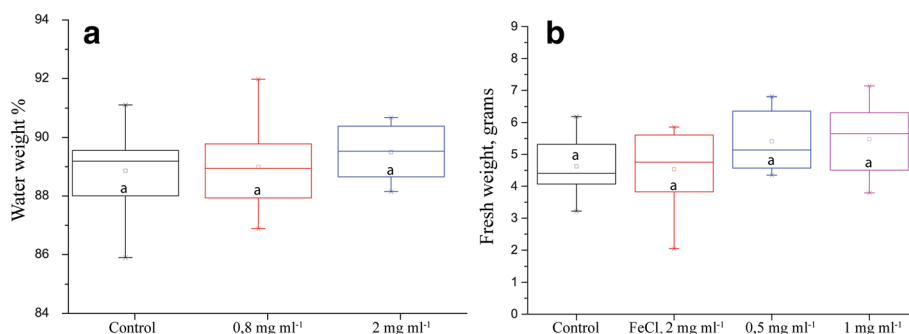 a
Water weight %
94
92
90
88
86
84
a
a
a
Control
0,8 mg ml-1
2 mg ml-1
b
Fresh weight, grams
9
8
7
6
5
4
3
2
1
0
a
a
a
a
Control
FeCl, 2 mg ml-1
0,5 mg ml-1
1 mg ml-1